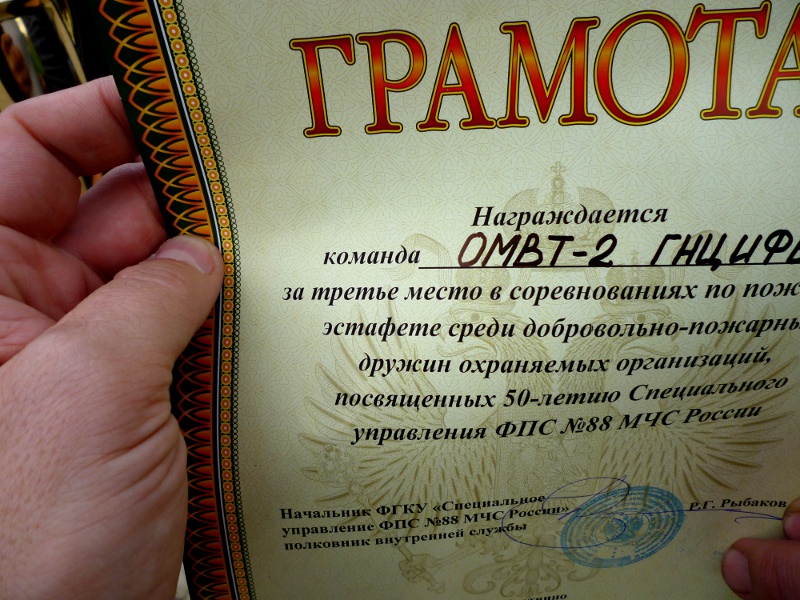 ГРАМОТА
Награждается
команда ОМВТ-2 ГНЦИФВ
за третье место в соревнованиях по пож
эстафете среди добровольно-пожарны
дружин охраняемых организаций,
посвященных 50-летию Специального
управления ФПС №88 МЧС России
Начальник ФГКУ «Специальное
управление ФПС №88 МЧС России»
полковник внутренней службы
Р.Г. Рыбаков